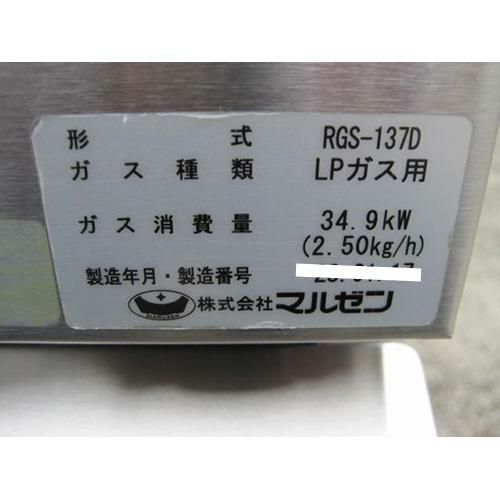 形式 RGS-137D
ガス種類 LPガス用
ガス消費量 34.9kW
(2.50kg/h)
製造年月・製造番号
MARUZEN 株式会社 マルゼン